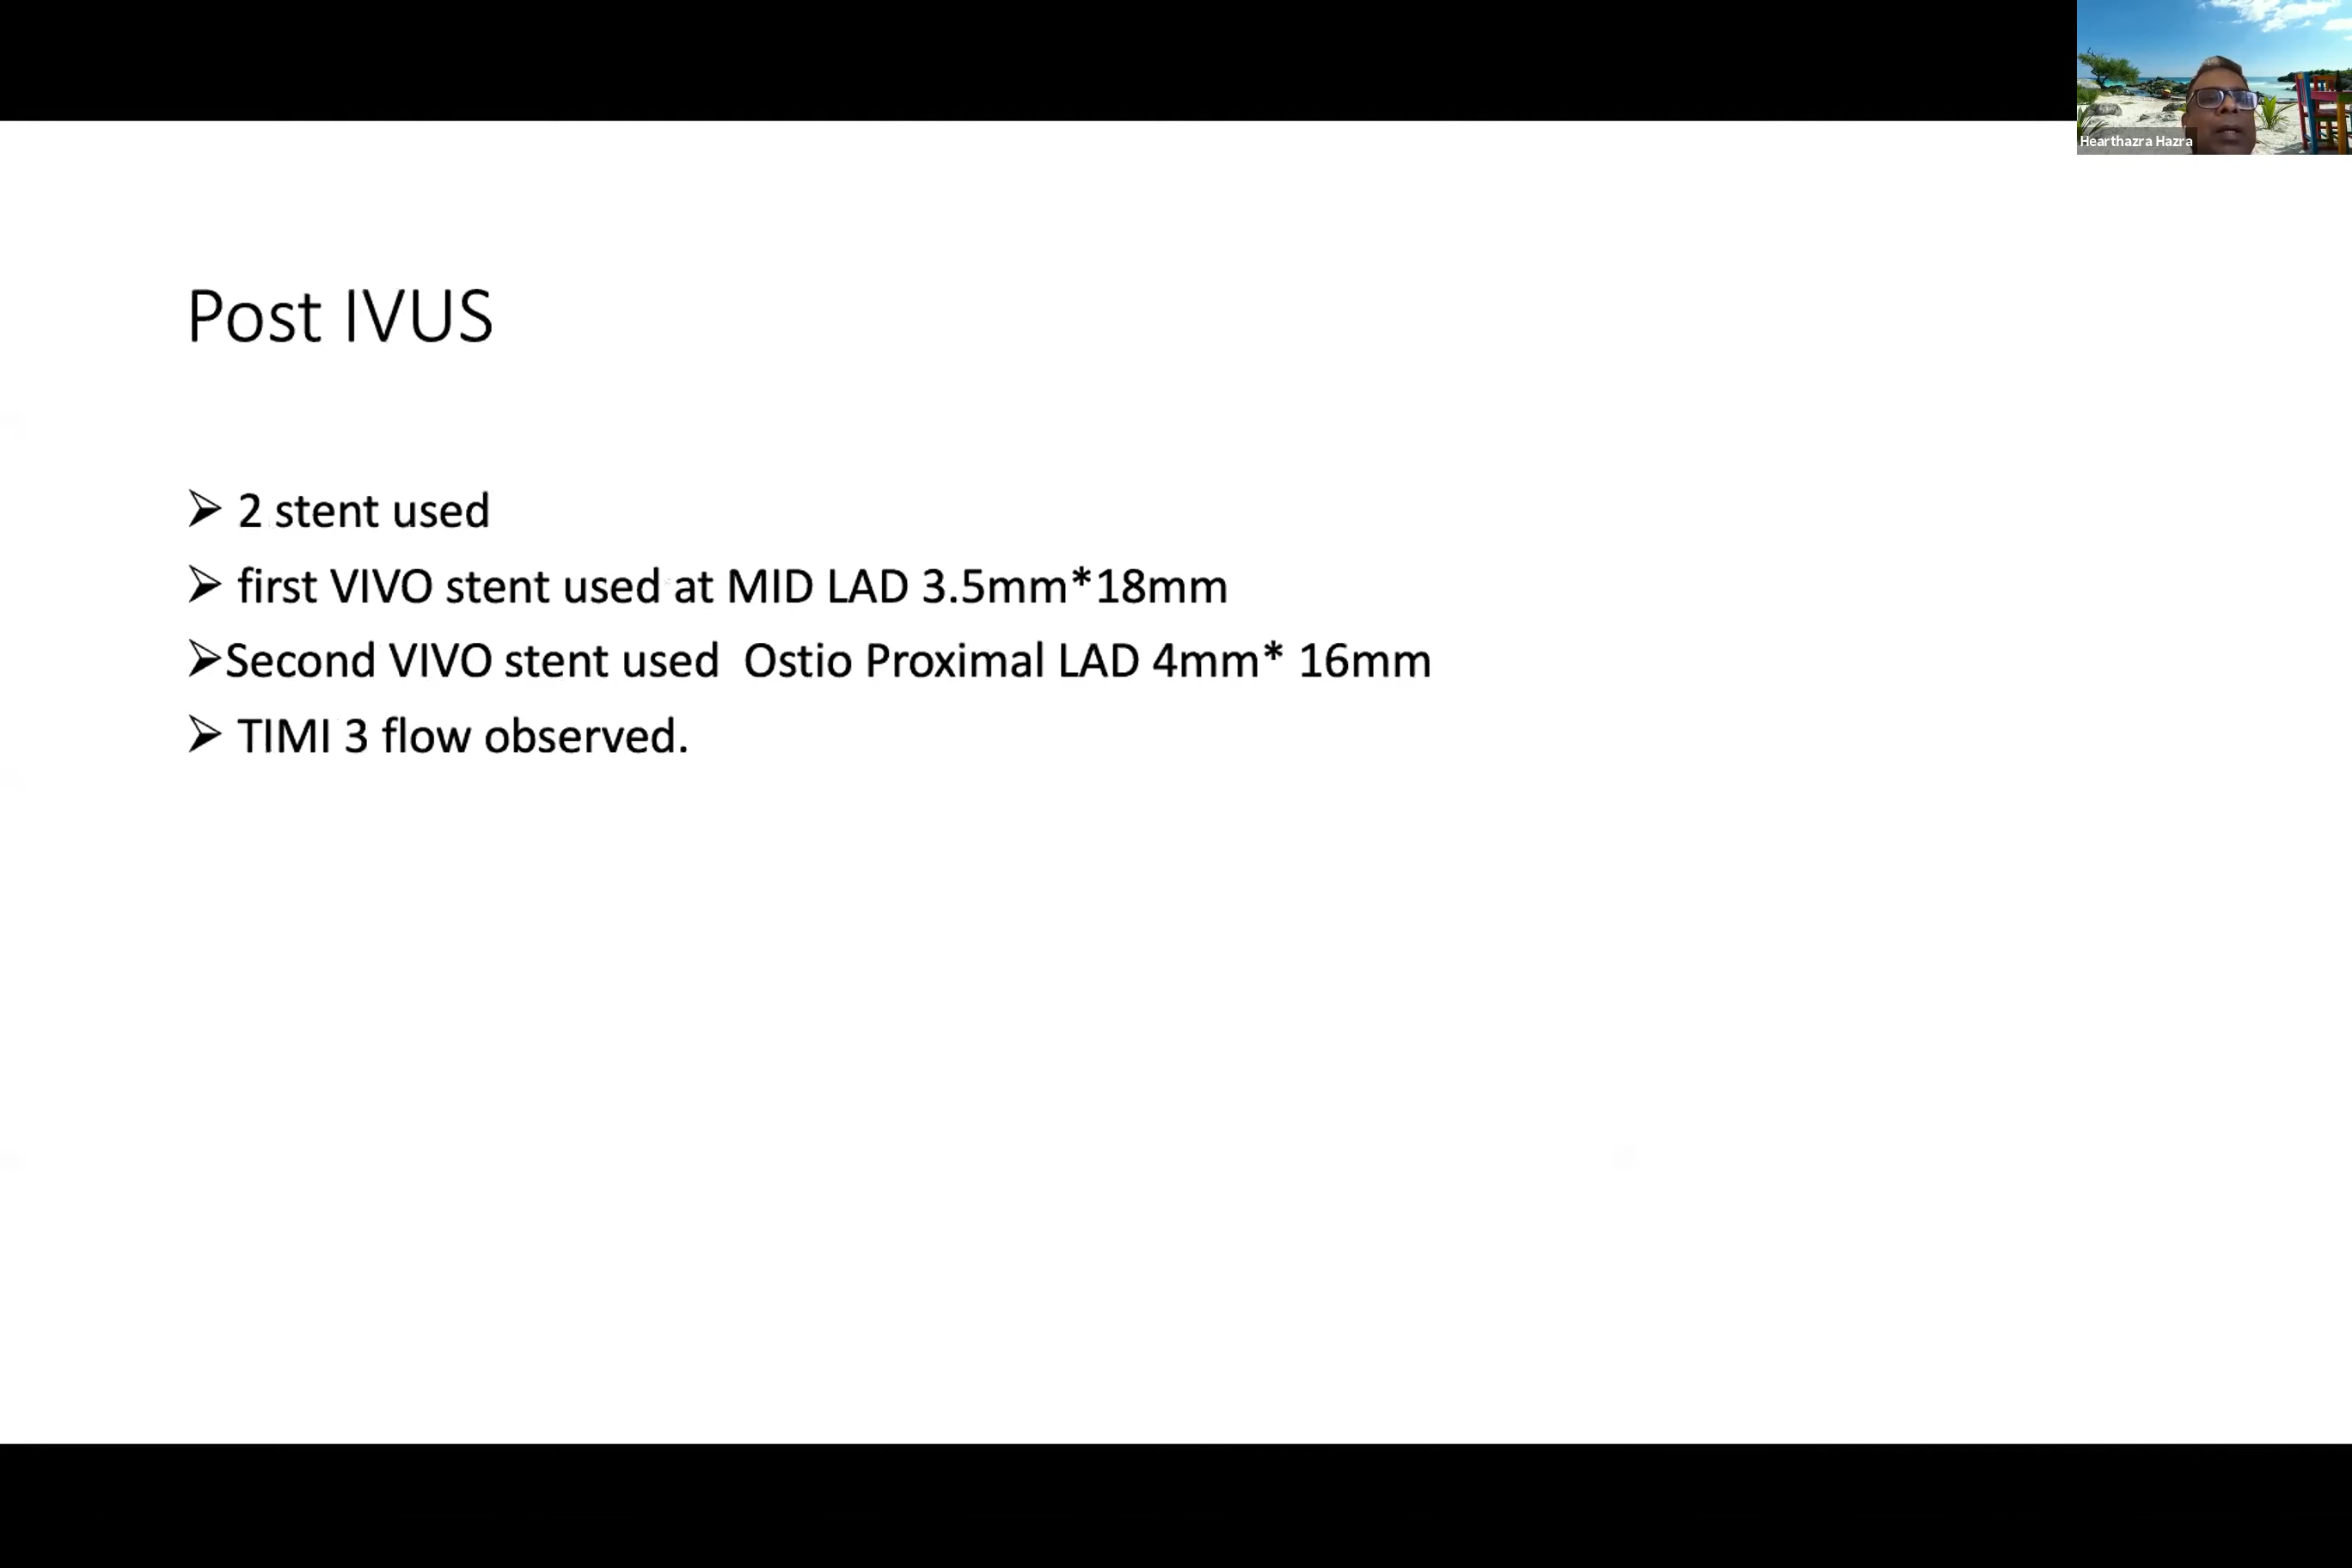 Hearthazra Hazra
Post IVUS
➢ 2 stent used
➢ first VIVO stent used at MID LAD 3.5mm*18mm
➢Second VIVO stent used  Ostio Proximal LAD 4mm* 16mm
➢ TIMI 3 flow observed.